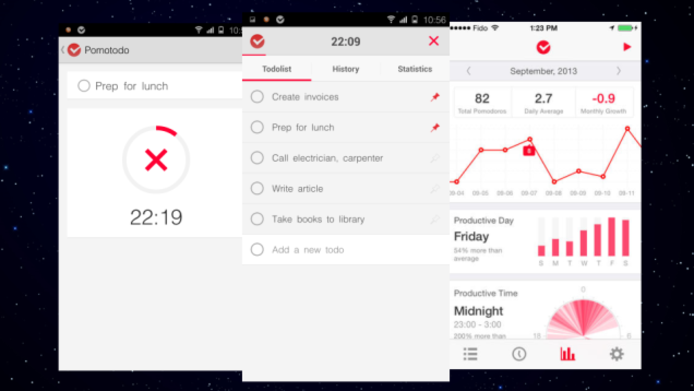 Pomotodo
Prep for lunch
22:19
10:56
22:09
Todolist History Statistics
Create invoices
Prep for lunch
Call electrician, carpenter
Write article
Take books to library
Add a new todo
Fido 1:23 PM
September, 2013
82 2.7 -0.9
Total Pomodoros Daily Average Monthly Growth
09-04 09-05 09-06 09-07 09-08 09-09 09-10 09-11
Productive Day
Friday
54% more than
average
S M T W T F S
Productive Time
Midnight
23:00 - 3:00
200% more than
0
18 6